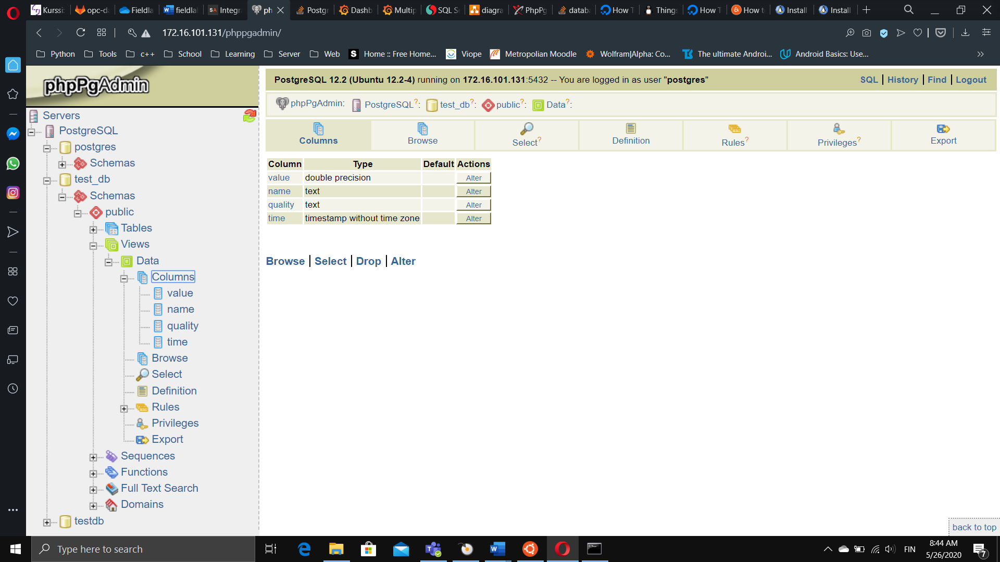 Kurssi
opc-da
Fieldla
fieldlal
Integra
ph
Postgr
Dashb
Multip
SQL Se
diagra
PhpPg
datab
How T
Things
How T
How to
Install
Install
172.16.101.131/phppgadmin/
Python
Tools
c++
School
Learning
Server
Web
Home :: Free Home...
Viope
Metropolian Moodle
Wolfram|Alpha: Co...
The ultimate Androi...
Android Basics: Use...
phpPgAdmin
Servers
PostgreSQL
postgres
Schemas
test_db
Schemas
public
Tables
Views
Data
Columns
value
name
quality
time
Browse
Select
Definition
Rules
Privileges
Export
Sequences
Functions
Full Text Search
Domains
testdb
PostgreSQL 12.2 (Ubuntu 12.2-4) running on 172.16.101.131:5432 -- You are logged in as user "postgres"
SQL | History | Find | Logout
phpPgAdmin: PostgreSQL?: test_db?: public?: Data?:
Columns
Browse
Select?
Definition
Rules?
Privileges?
Export
Column Type Default Actions
value double precision Alter
name text Alter
quality text Alter
time timestamp without time zone Alter
Browse | Select | Drop | Alter
back to top
Type here to search
FIN
8:44 AM
5/26/2020
7